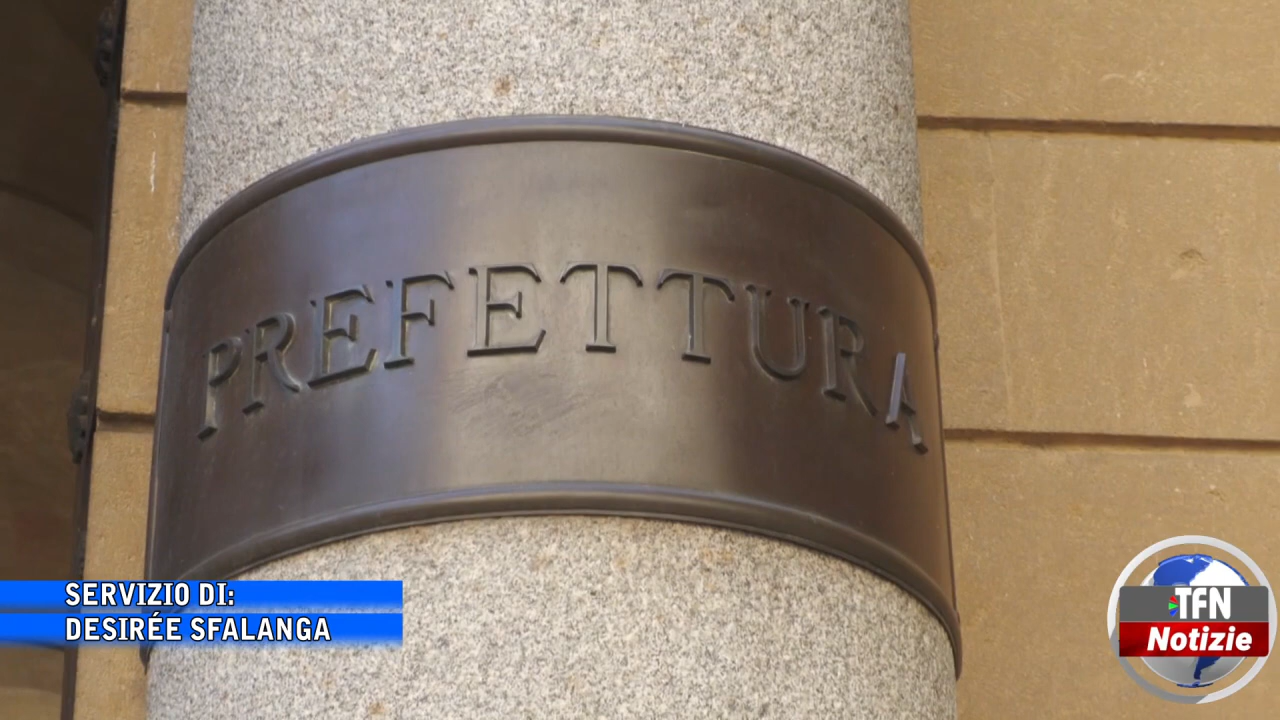 PREFETTURA
SERVIZIO DI:
DESIRÉE SFALANGA
TFN
Notizie